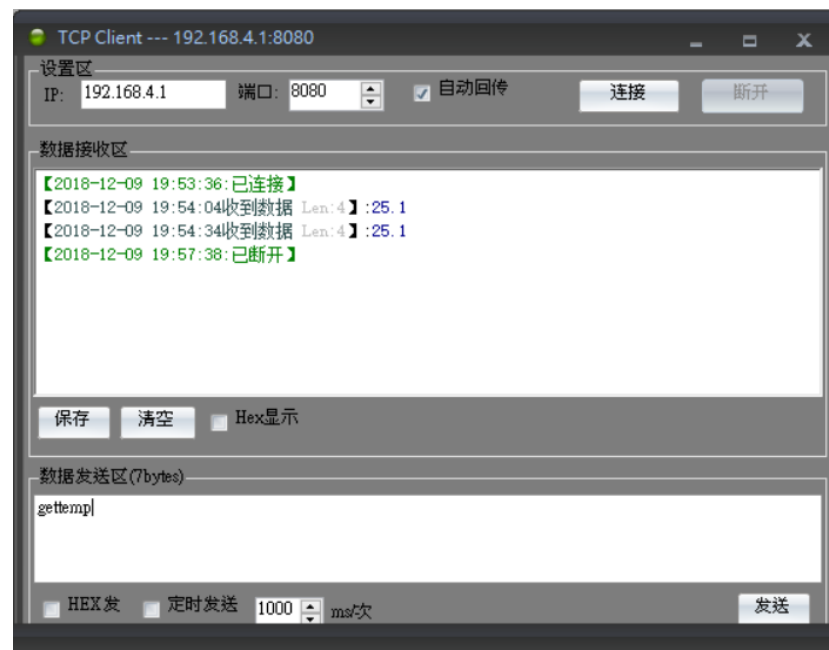 TCP Client --- 192.168.4.1:8080
设置区
IP: 192.168.4.1 端口: 8080 自动回传 连接 断开
数据接收区
【2018-12-09 19:53:36:已连接】
【2018-12-09 19:54:04收到数据 Len:4】:25.1
【2018-12-09 19:54:34收到数据 Len:4】:25.1
【2018-12-09 19:57:38:已断开】
保存 清空 Hex显示
数据发送区(7bytes)
gettemp
HEX发 定时发送 1000 ms/次 发送